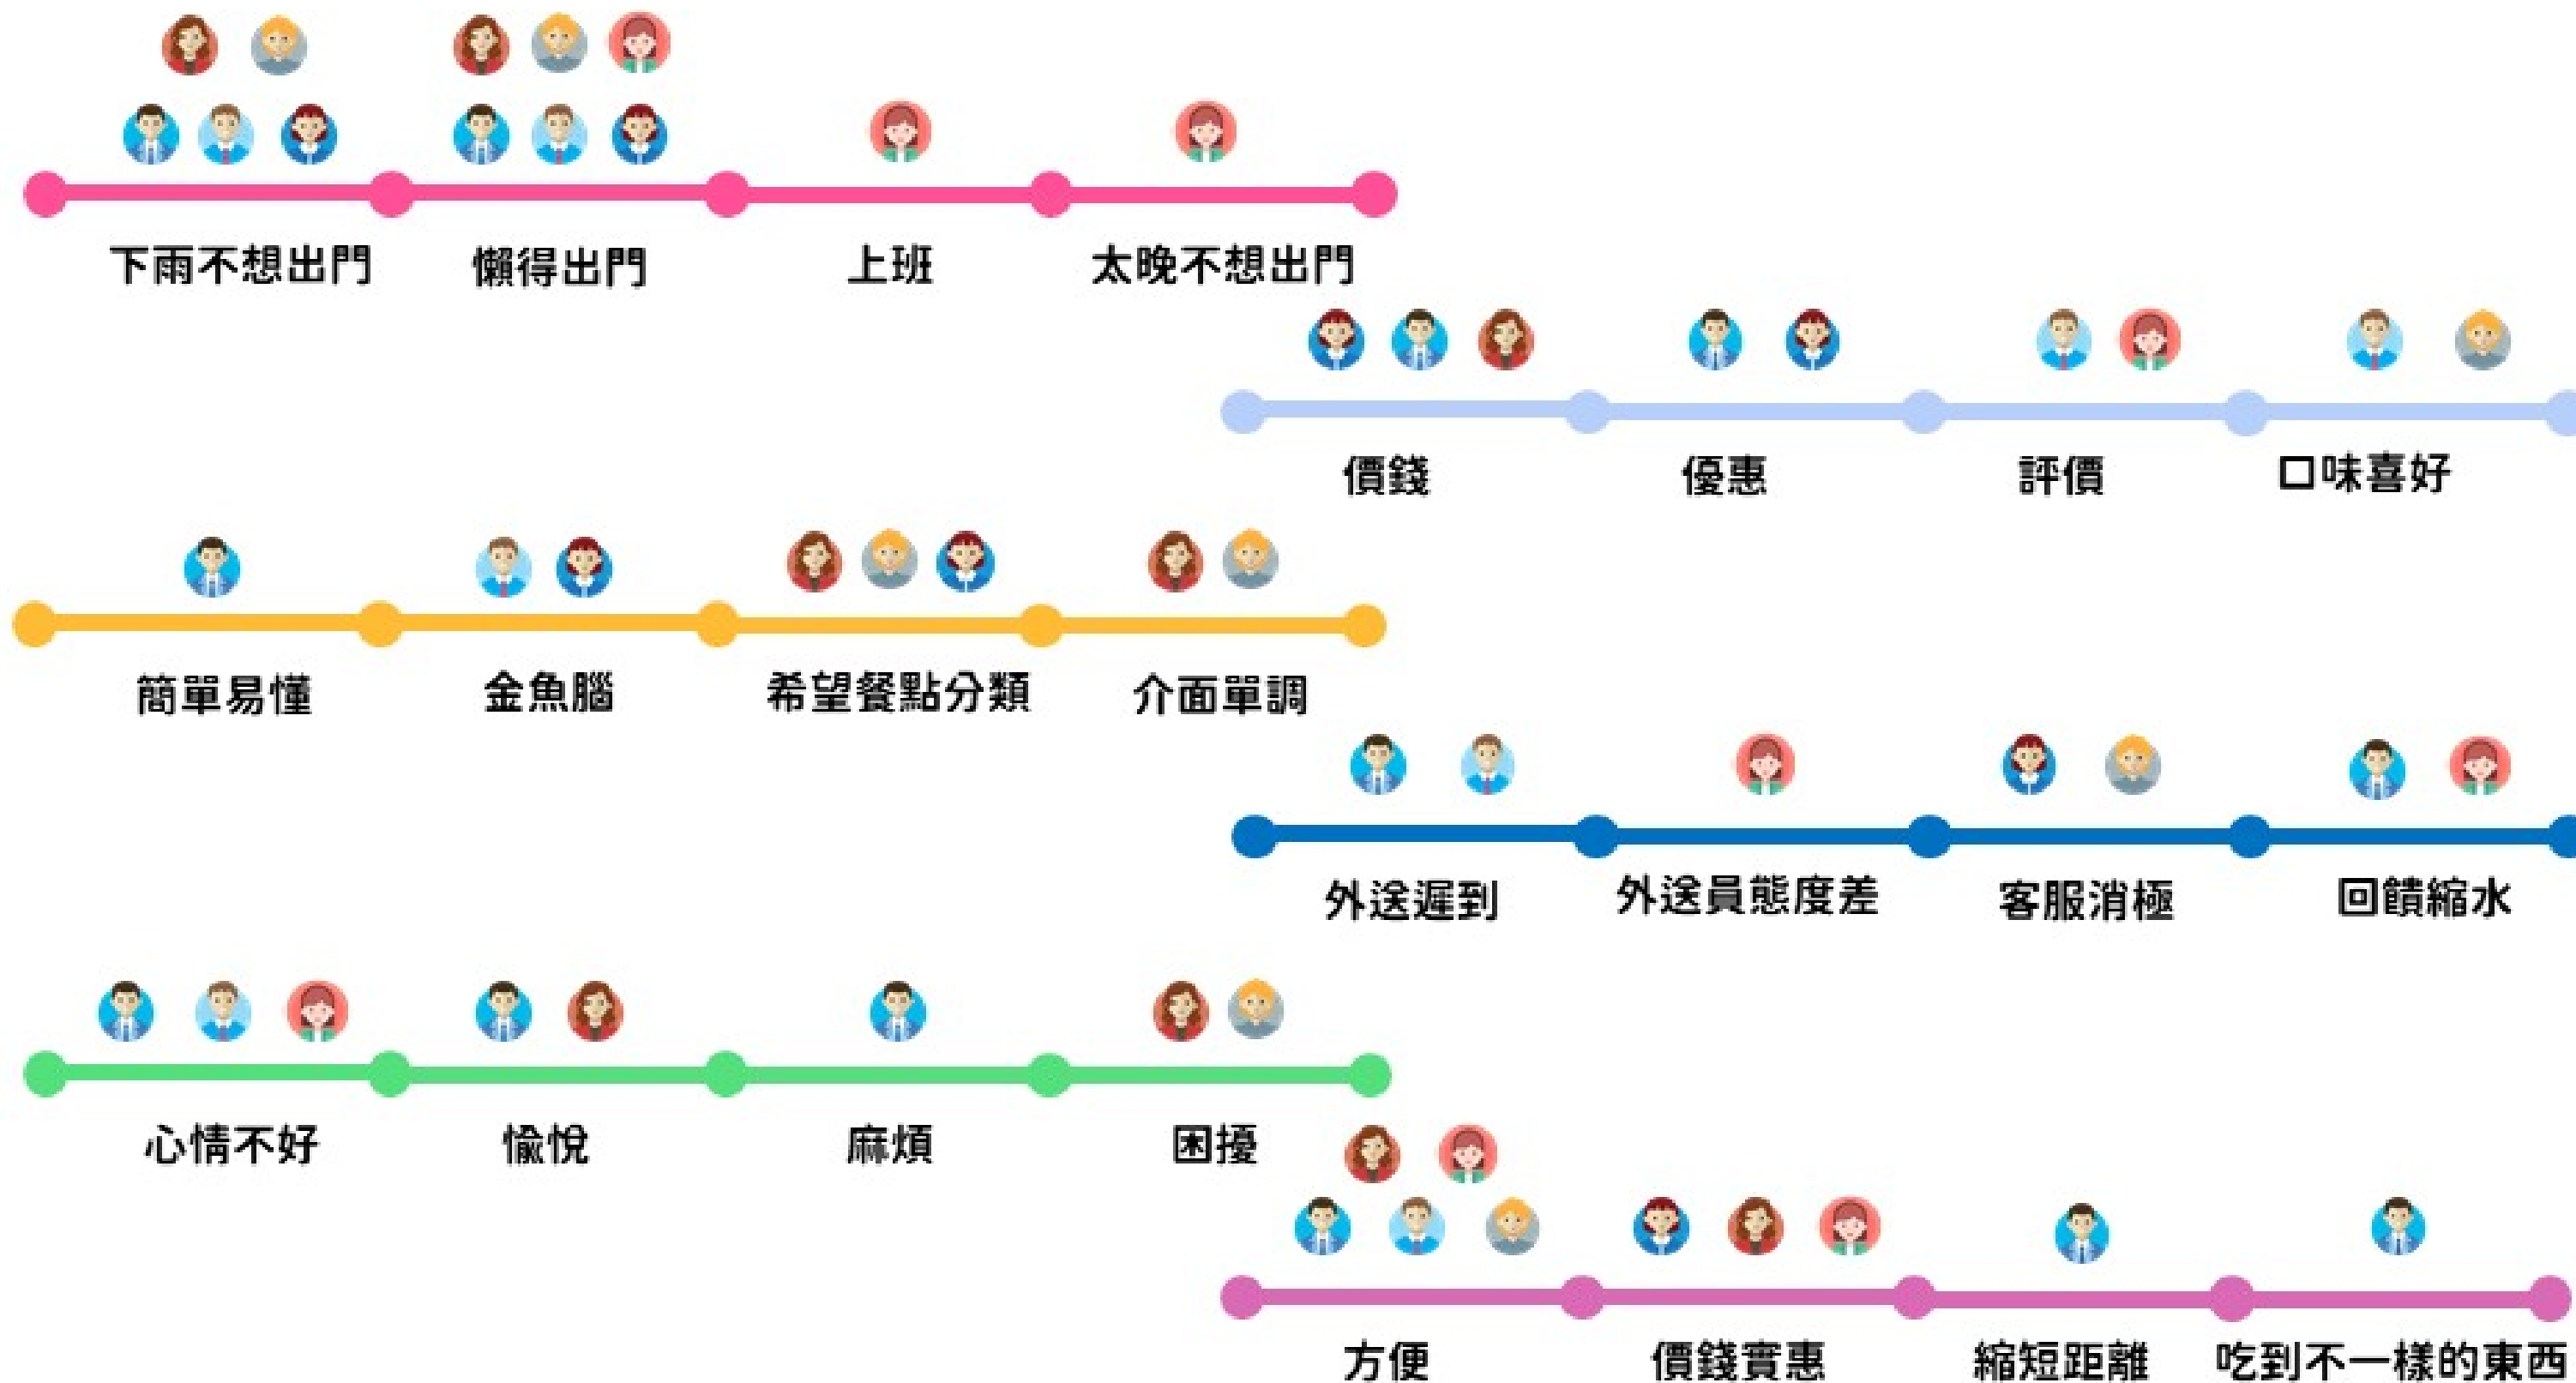 下雨不想出門
懶得出門
上班
太晚不想出門
價錢
優惠
評價
口味喜好
簡單易懂
金魚腦
希望餐點分類
介面單調
外送遲到
外送員態度差
客服消極
回饋縮水
心情不好
愉悅
麻煩
困擾
方便
價錢實惠
縮短距離
吃到不一樣的東西